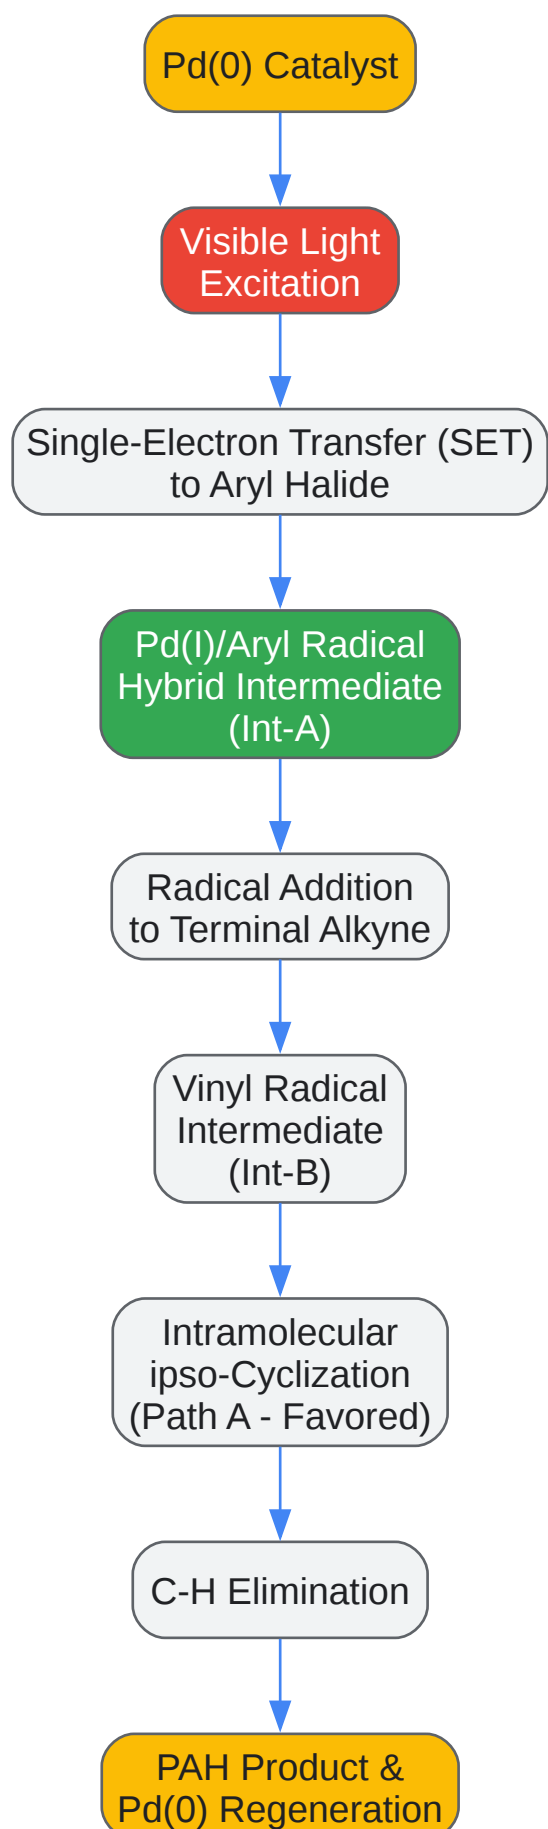 Pd(0) Catalyst
Visible Light
Excitation
Single-Electron Transfer (SET)
to Aryl Halide
Pd(I)/Aryl Radical
Hybrid Intermediate
(Int-A)
Radical Addition
to Terminal Alkyne
Vinyl Radical
Intermediate
(Int-B)
Intramolecular
ipso-Cyclization
(Path A - Favored)
C-H Elimination
PAH Product &
Pd(0) Regeneration